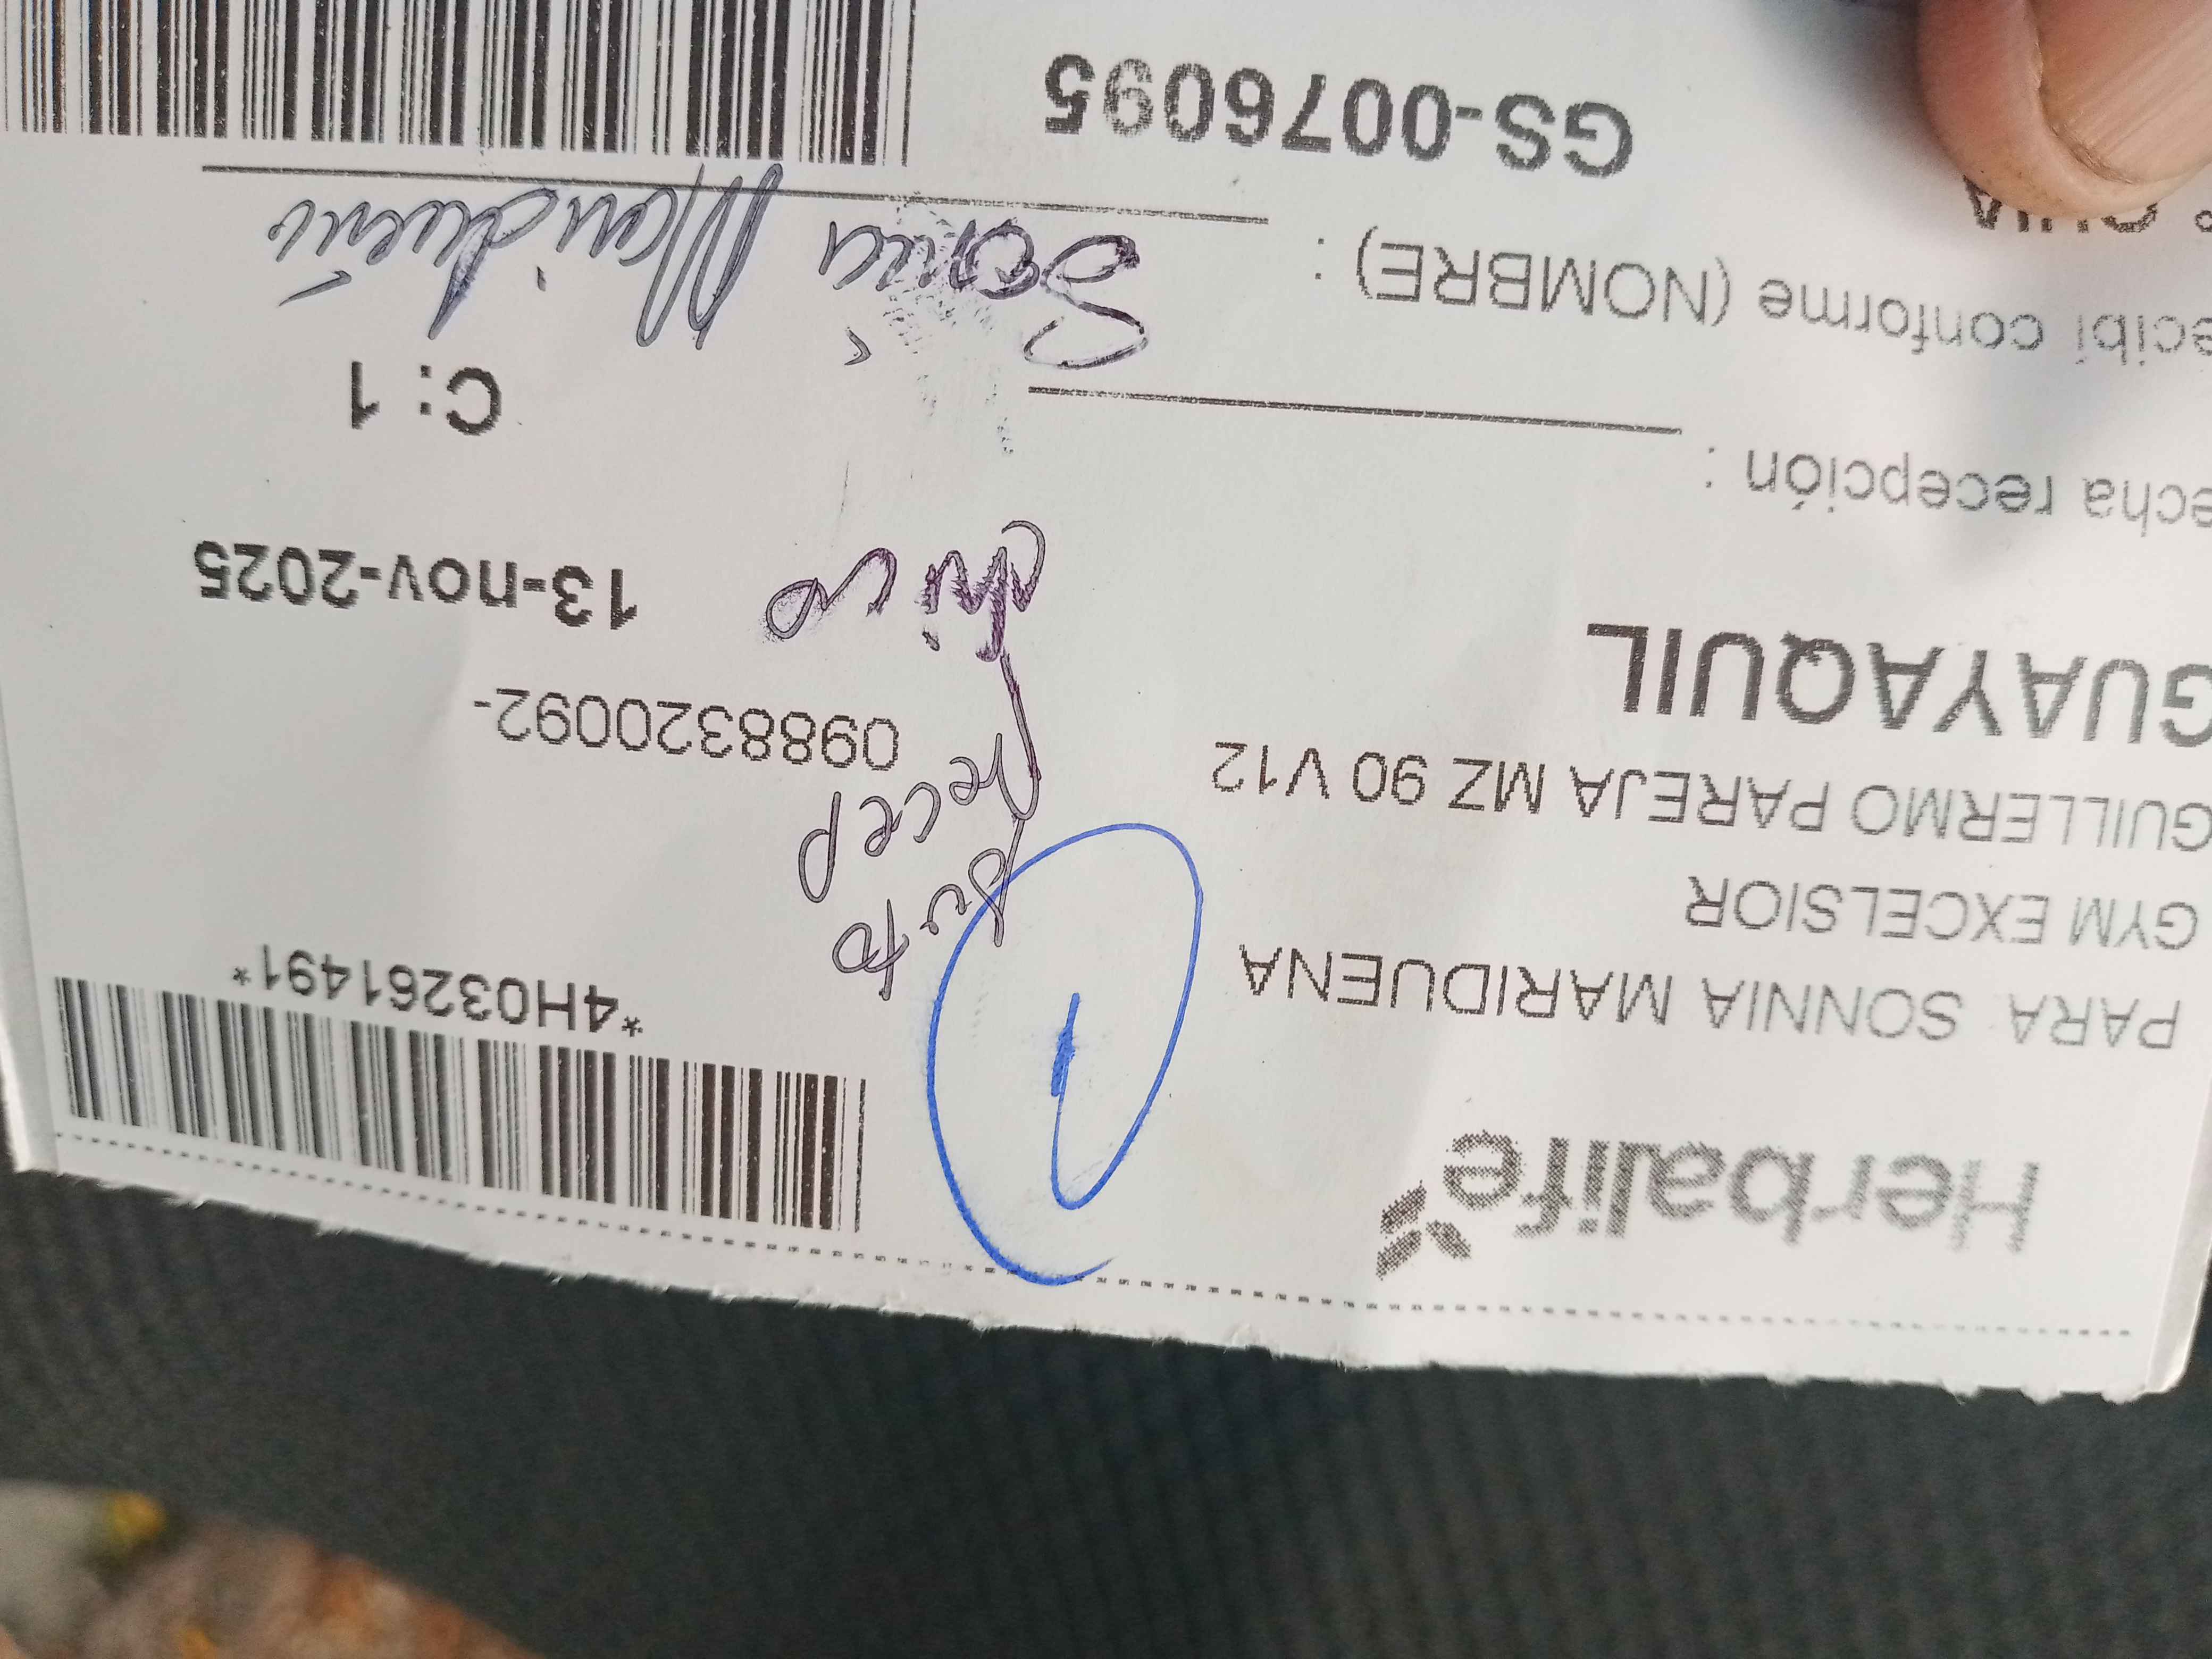 Herbalife
*4H03261491*
PARA SONNIA MARIDUENA
GYM EXCELSIOR
GUILLERMO PAREJA MZ 90 V12
0988320092-
GUAYAQUIL
13-nov-2025
echa recepción :
C: 1
ecibí conforme (NOMBRE) :
Sonia Maridueñ
GS-0076095